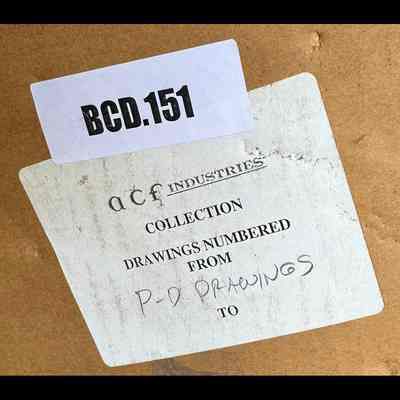 BCD.151
acf INDUSTRIES
COLLECTION
DRAWINGS NUMBERED
FROM
P-D DRAWINGS
TO